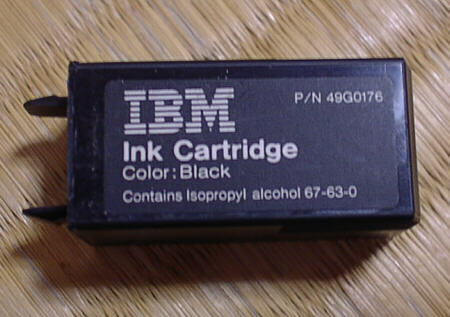 IBM
P/N 49G0176
Ink Cartridge
Color: Black
Contains Isopropyl alcohol 67-63-0